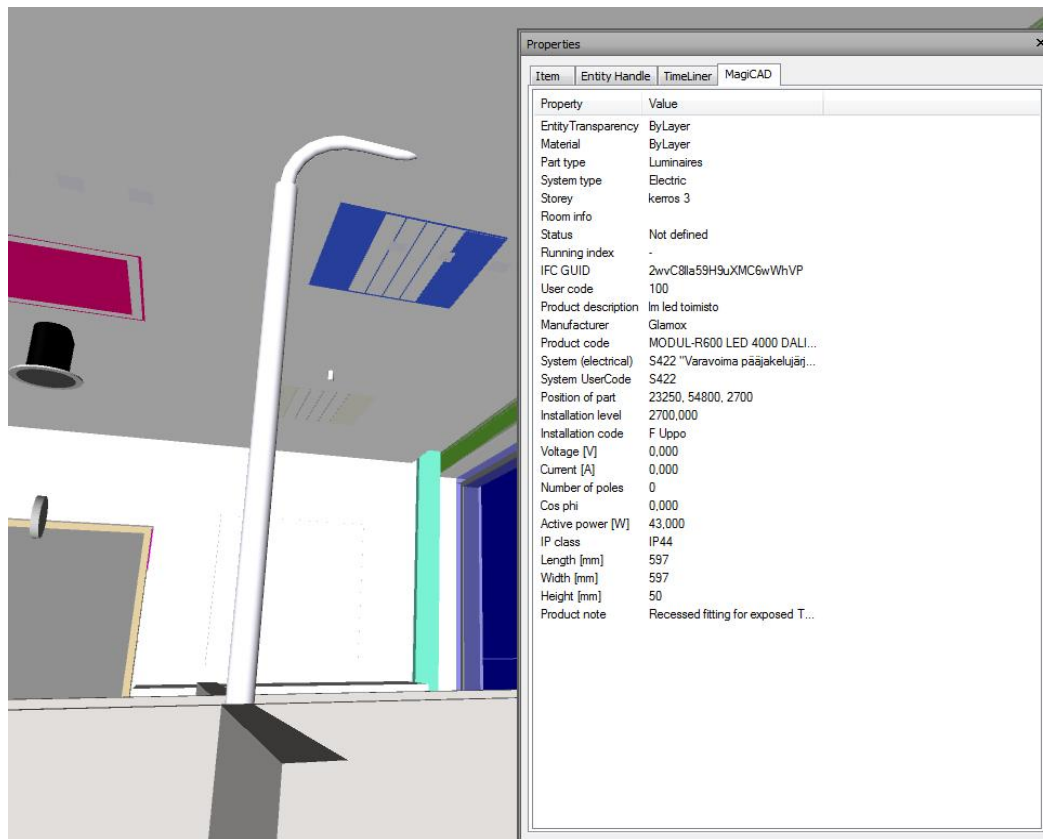 Properties
Item Entity Handle TimeLiner MagiCAD
Property Value
EntityTransparency ByLayer
Material ByLayer
Part type Luminaires
System type Electric
Storey kerros 3
Room info
Status Not defined
Running index -
IFC GUID 2wvC8lla59H9uXMC6wWhVP
User code 100
Product description lm led toimisto
Manufacturer Glamox
Product code MODUL-R600 LED 4000 DALI...
System (electrical) S422 "Varavoima pääjakelujärj...
System UserCode S422
Position of part 23250, 54800, 2700
Installation level 2700,000
Installation code F Uppo
Voltage [V] 0,000
Current [A] 0,000
Number of poles 0
Cos phi 0,000
Active power [W] 43,000
IP class IP44
Length [mm] 597
Width [mm] 597
Height [mm] 50
Product note Recessed fitting for exposed T...